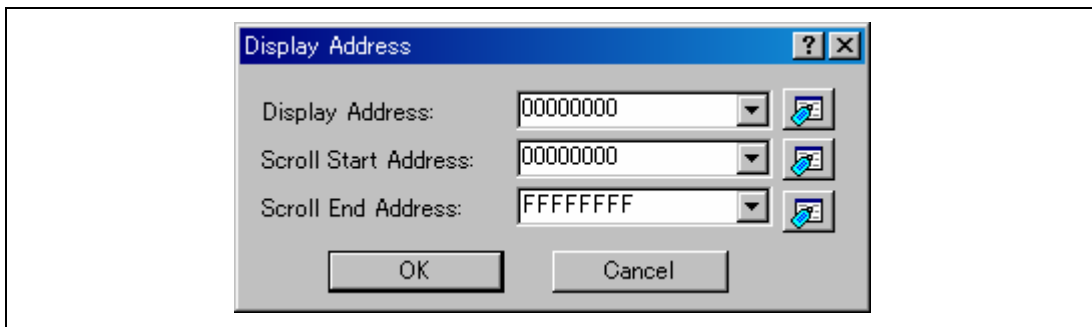 Display Address
Display Address: 00000000
Scroll Start Address: 00000000
Scroll End Address: FFFFFFFF
OK Cancel